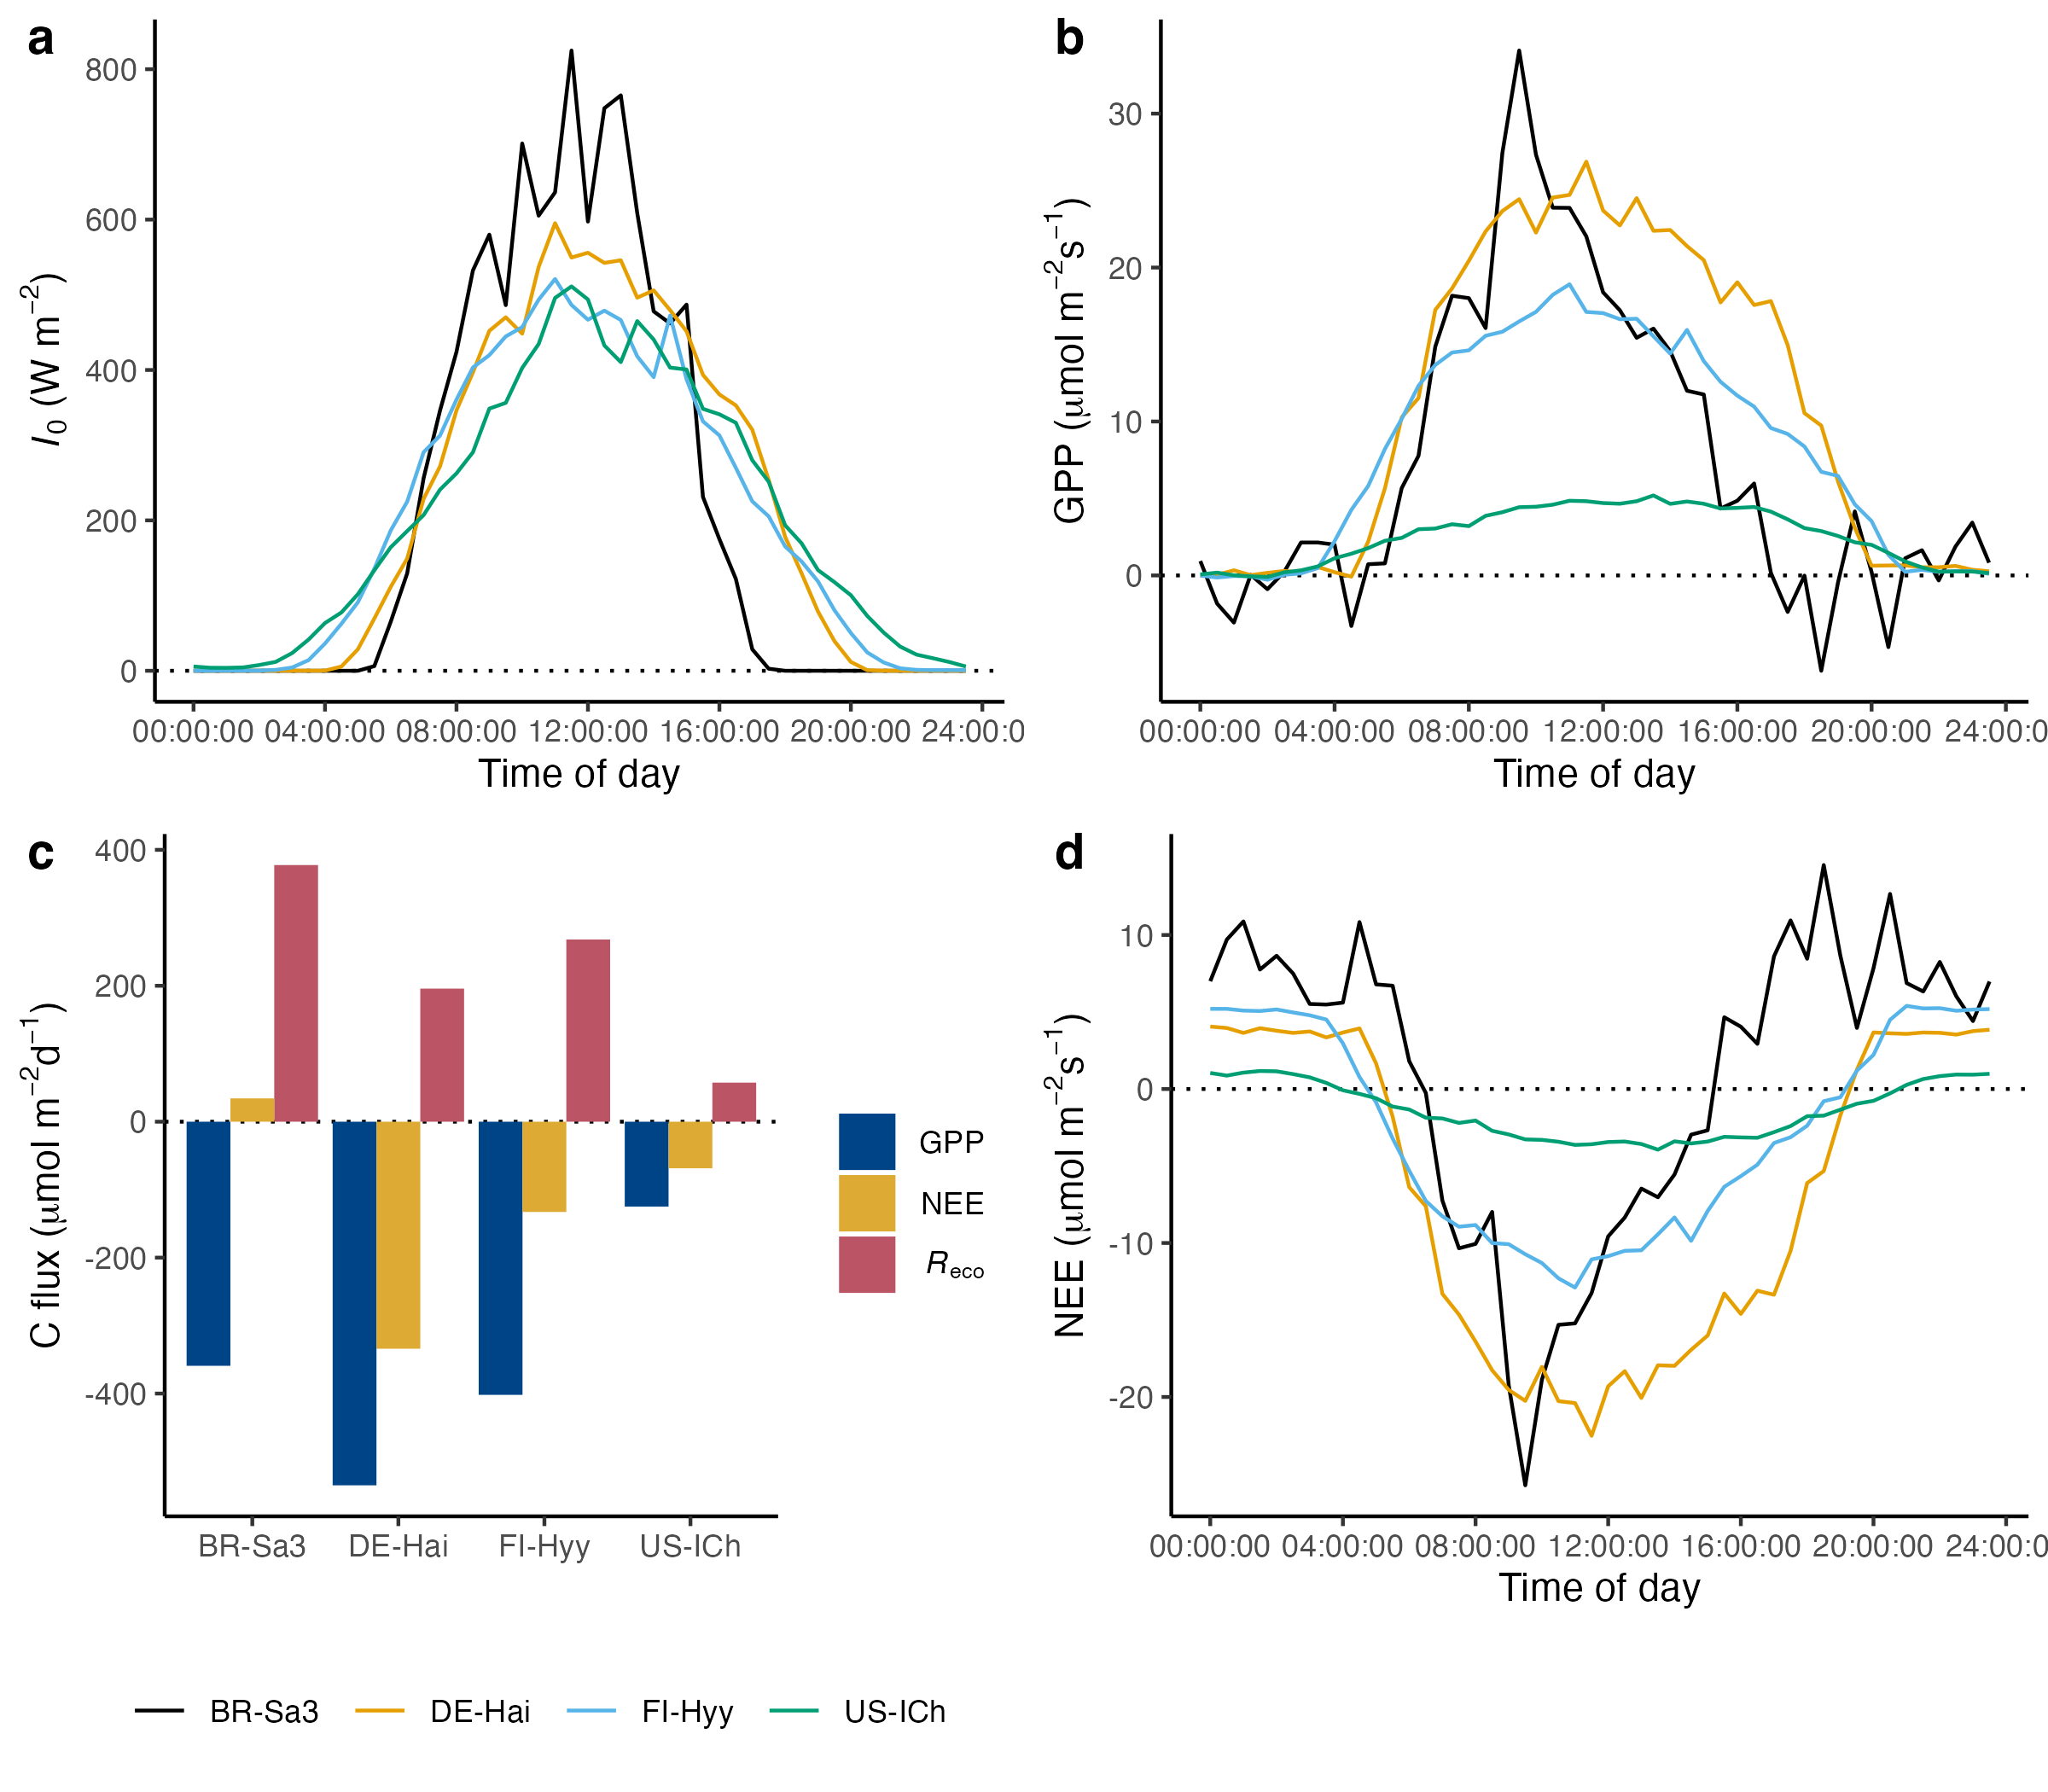 a
800
600
400
200
0
I0 (W m−2)
00:00:00 04:00:00 08:00:00 12:00:00 16:00:00 20:00:00 24:00:0
Time of day
b
30
20
10
0
GPP (μmol m−2s−1)
00:00:00 04:00:00 08:00:00 12:00:00 16:00:00 20:00:00 24:00:0
Time of day
c
400
200
0
-200
-400
C flux (μmol m−2d−1)
BR-Sa3 DE-Hai FI-Hyy US-ICh
GPP
NEE
Reco
d
10
0
-10
-20
NEE (μmol m−2s−1)
00:00:00 04:00:00 08:00:00 12:00:00 16:00:00 20:00:00 24:00:0
Time of day
BR-Sa3 DE-Hai FI-Hyy US-ICh